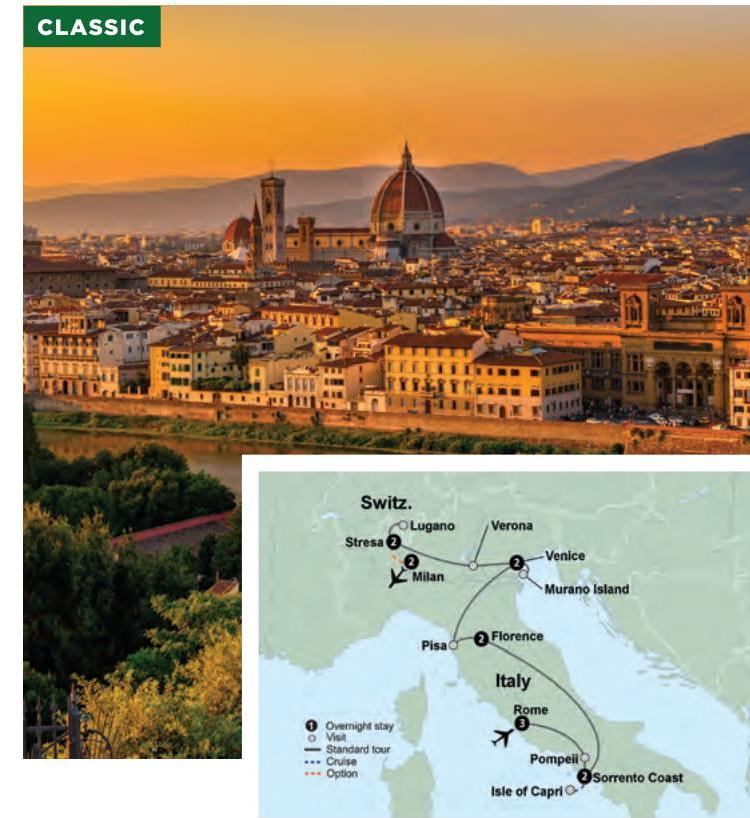 CLASSIC
Switz.
Lugano
Verona
Stresa
2
2
Venice
2
Milan
Murano Island
Pisa
2
Florence
Italy
Rome
3
1 Overnight stay
Visit
Standard tour
Cruise
Option
Pompeii
2
Sorrento Coast
Isle of Capri